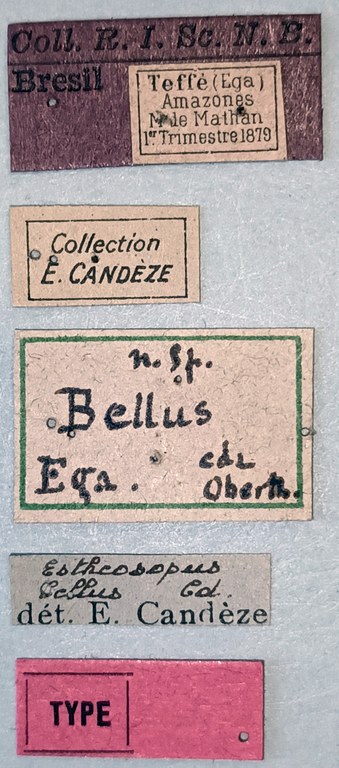 Coll. R. I. Sc. N. B.
Bresil
Teffé (Ega)
Amazones
M. de Mathan
1er Trimestre 1879
Collection
E. CANDÈZE
n. sp.
Bellus
Ega. cdz
Oberth.
Estheosopus
bellus Cd.
dét. E. Candèze
TYPE